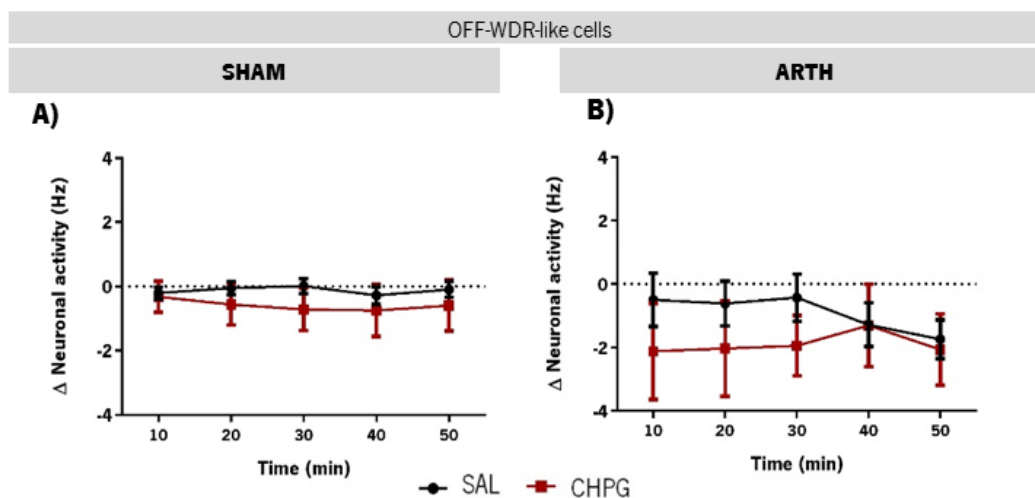 OFF-WDR-like cells
SHAM
ARTH
A)
B)
Δ Neuronal activity (Hz)
4
2
0
-2
-4
10 20 30 40 50
Time (min)
Δ Neuronal activity (Hz)
4
2
0
-2
-4
10 20 30 40 50
Time (min)
SAL CHPG